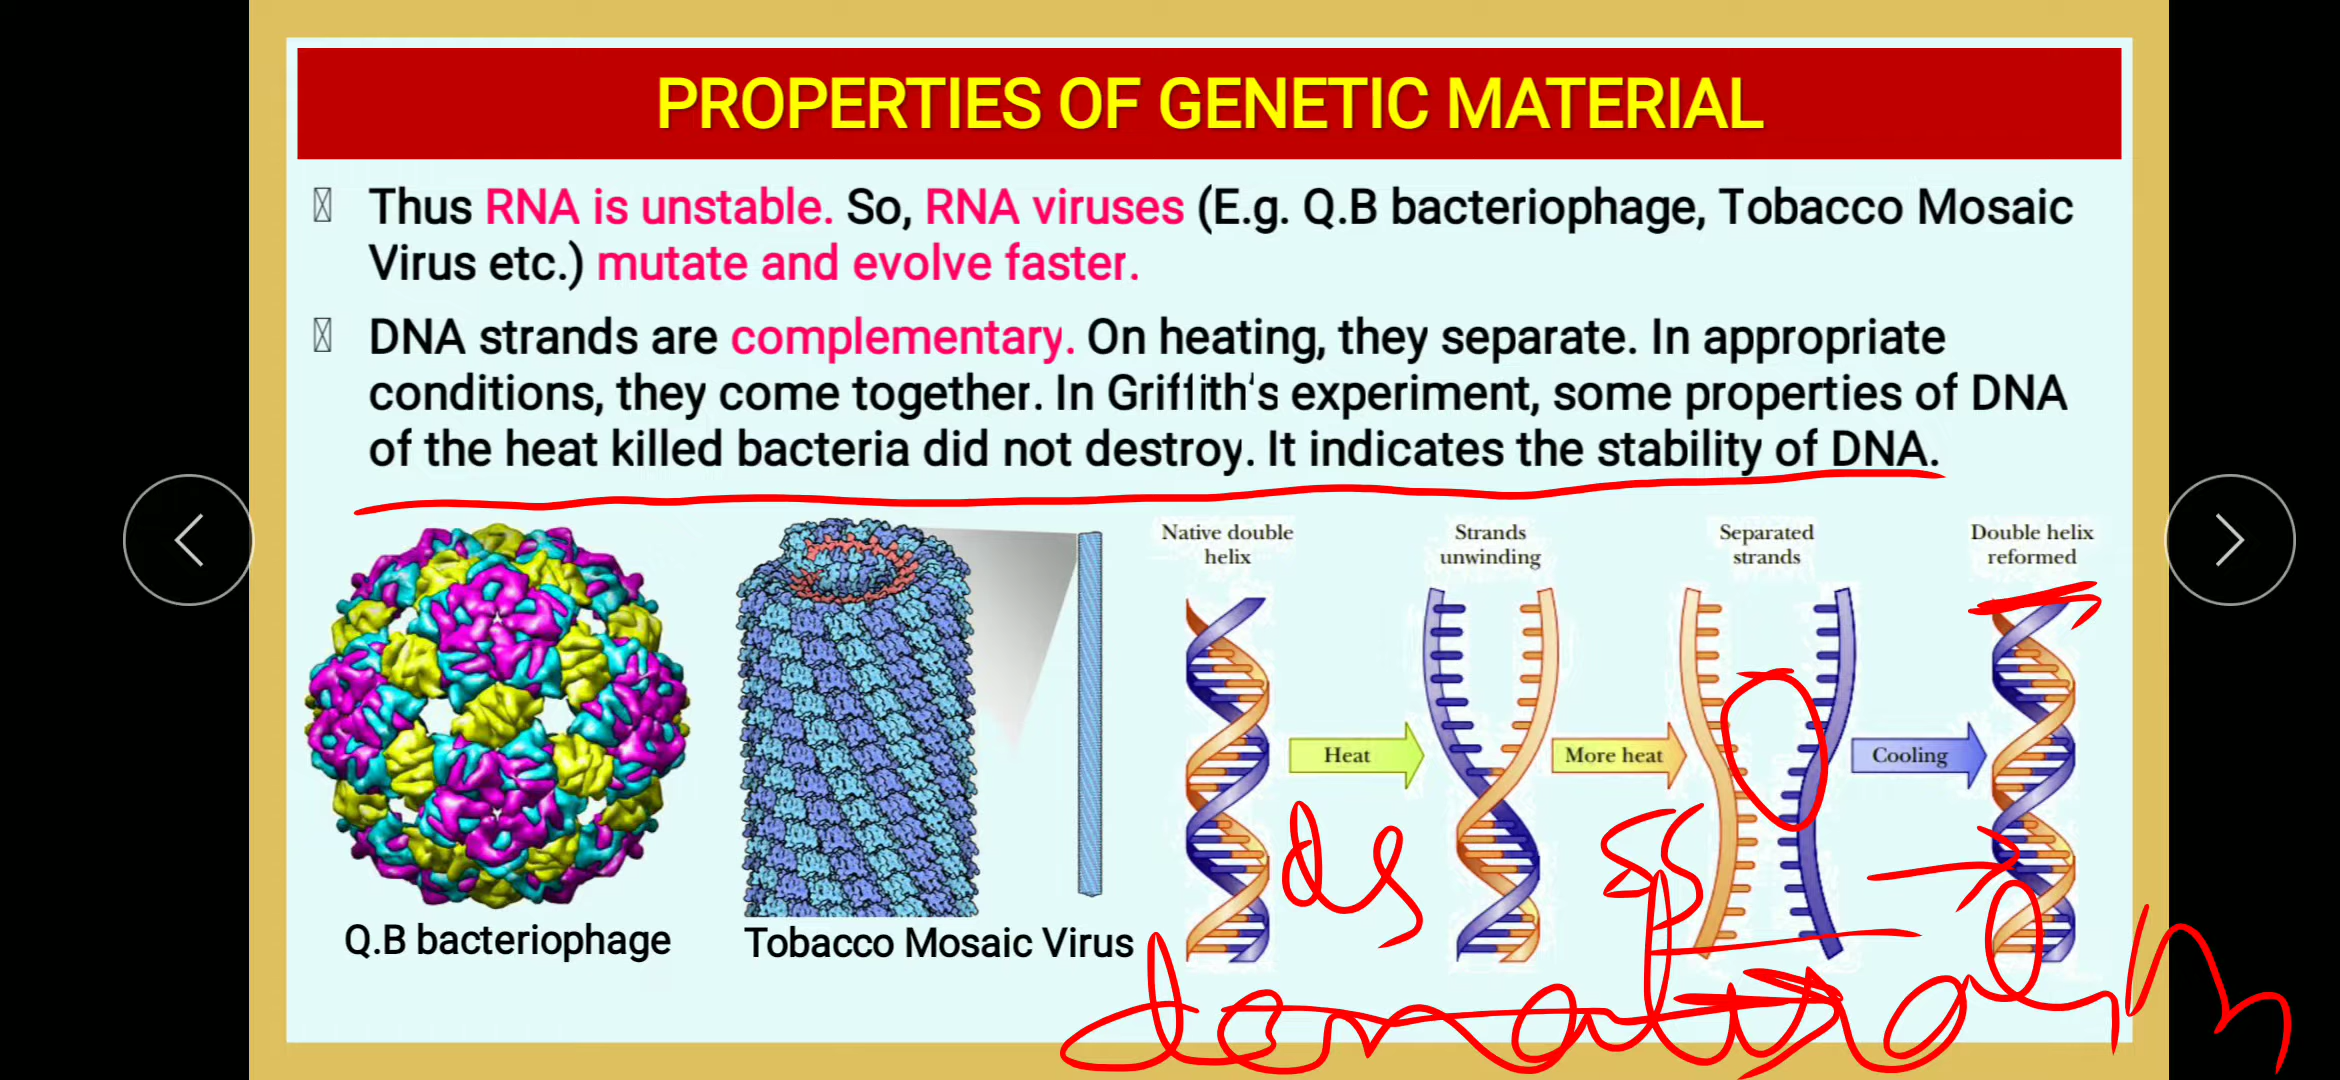 PROPERTIES OF GENETIC MATERIAL
Thus RNA is unstable. So, RNA viruses (E.g. Q.B bacteriophage, Tobacco Mosaic
Virus etc.) mutate and evolve faster.
DNA strands are complementary. On heating, they separate. In appropriate
conditions, they come together. In Griffith's experiment, some properties of DNA
of the heat killed bacteria did not destroy. It indicates the stability of DNA.
Native double
helix
Strands
unwinding
Separated
strands
Double helix
reformed
Heat
More heat
Cooling
ds
ss
Q.B bacteriophage
Tobacco Mosaic Virus